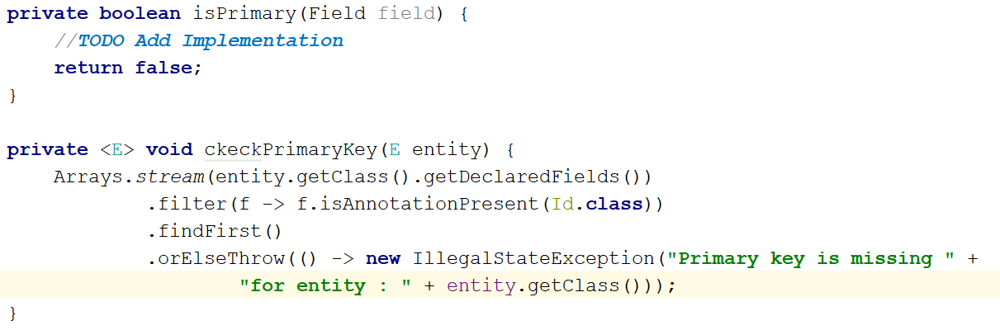 private boolean isPrimary(Field field) {
    //TODO Add Implementation
    return false;
}

private <E> void ckeckPrimaryKey(E entity) {
    Arrays.stream(entity.getClass().getDeclaredFields())
            .filter(f -> f.isAnnotationPresent(Id.class))
            .findFirst()
            .orElseThrow(() -> new IllegalStateException("Primary key is missing " +
                    "for entity : " + entity.getClass()));
}